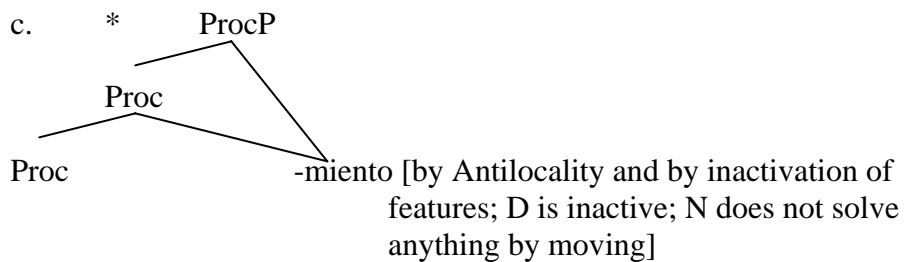 c. * ProcP
Proc
Proc -miento [by Antilocality and by inactivation of
features; D is inactive; N does not solve
anything by moving]